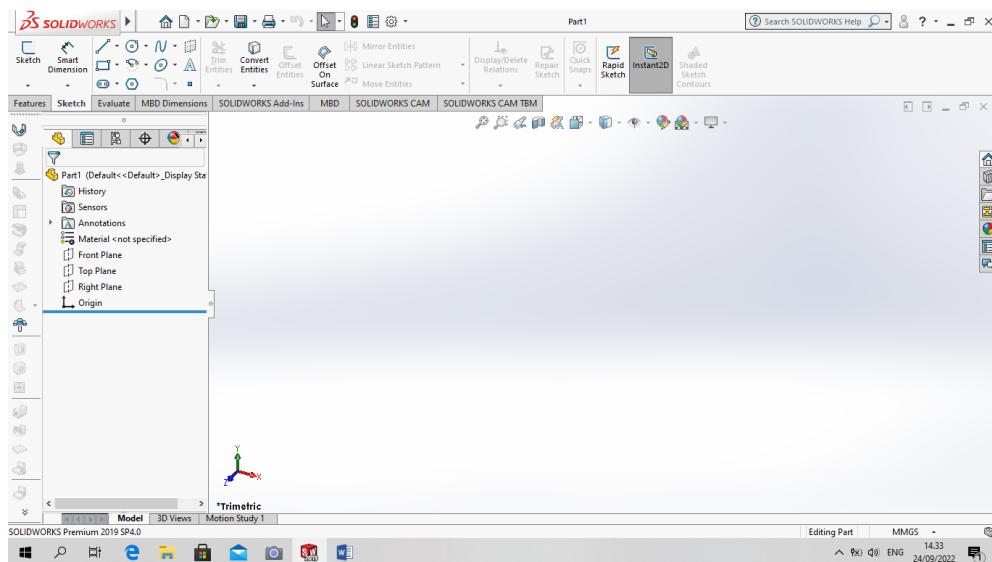 SOLIDWORKS
Part1
Search SOLIDWORKS Help
Sketch
Smart Dimension
Trim Entities
Convert Entities
Offset Entities
Offset On Surface
Mirror Entities
Linear Sketch Pattern
Move Entities
Display/Delete Relations
Repair Sketch
Quick Snaps
Rapid Sketch
Instant2D
Shaded Sketch Contours
Features Sketch Evaluate MBD Dimensions SOLIDWORKS Add-Ins MBD SOLIDWORKS CAM SOLIDWORKS CAM TBM
Part1 (Default<<Default>_Display Sta
History
Sensors
Annotations
Material <not specified>
Front Plane
Top Plane
Right Plane
Origin
Y
X
Z
*Trimetric
Model 3D Views Motion Study 1
SOLIDWORKS Premium 2019 SP4.0 Editing Part MMGS
ENG
14.33
24/09/2022